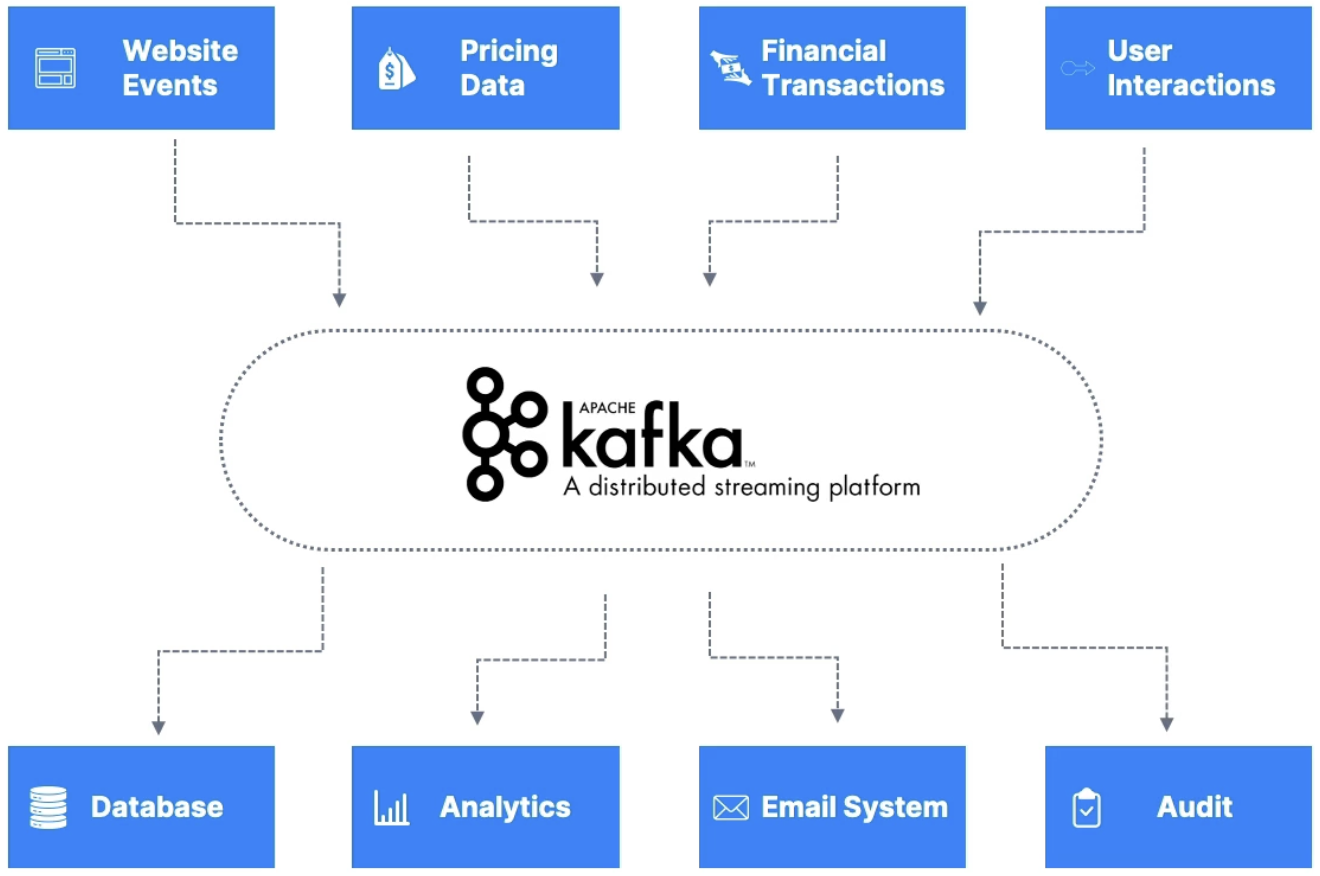 Website
Events
Pricing
Data
Financial
Transactions
User
Interactions
$
$
APACHE
kafka™
A distributed streaming platform
Database
Analytics
Email System
Audit